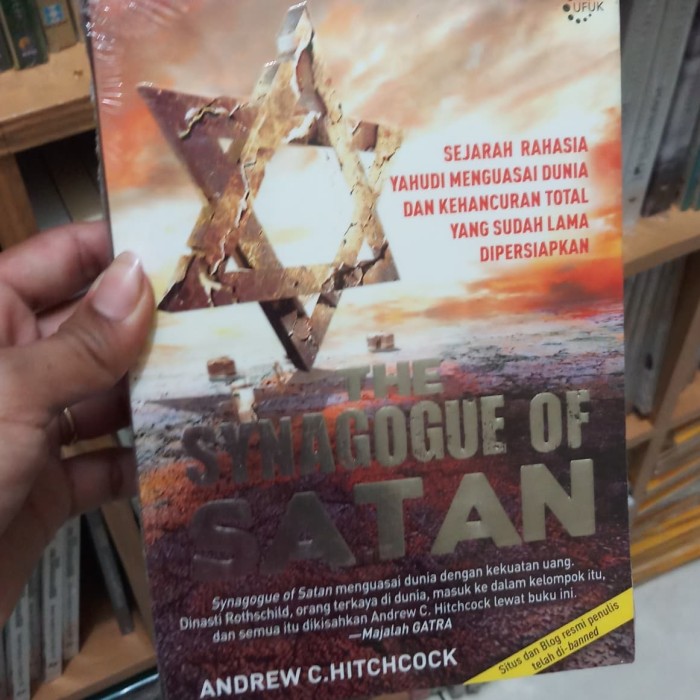 UFUK
SEJARAH RAHASIA
YAHUDI MENGUASAI DUNIA
DAN KEHANCURAN TOTAL
YANG SUDAH LAMA
DIPERSIAPKAN
THE
SYNAGOGUE OF
SATAN
Synagogue of Satan menguasai dunia dengan kekuatan uang.
Dinasti Rothschild, orang terkaya di dunia, masuk ke dalam kelompok itu,
dan semua itu dikisahkan Andrew C. Hitchcock lewat buku ini.
—Majalah GATRA
ANDREW C.HITCHCOCK
Situs dan Blog resmi penulis
telah di-banned